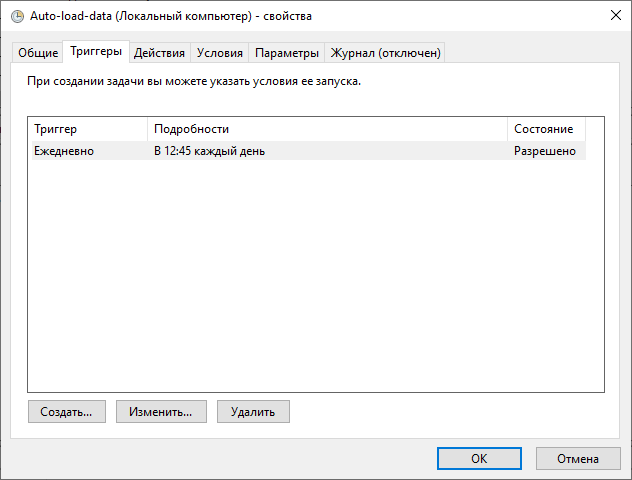 Auto-load-data (Локальный компьютер) - свойства
Общие Триггеры Действия Условия Параметры Журнал (отключен)
При создании задачи вы можете указать условия ее запуска.
Триггер Подробности Состояние
Ежедневно В 12:45 каждый день Разрешено
Создать... Изменить... Удалить
OK Отмена